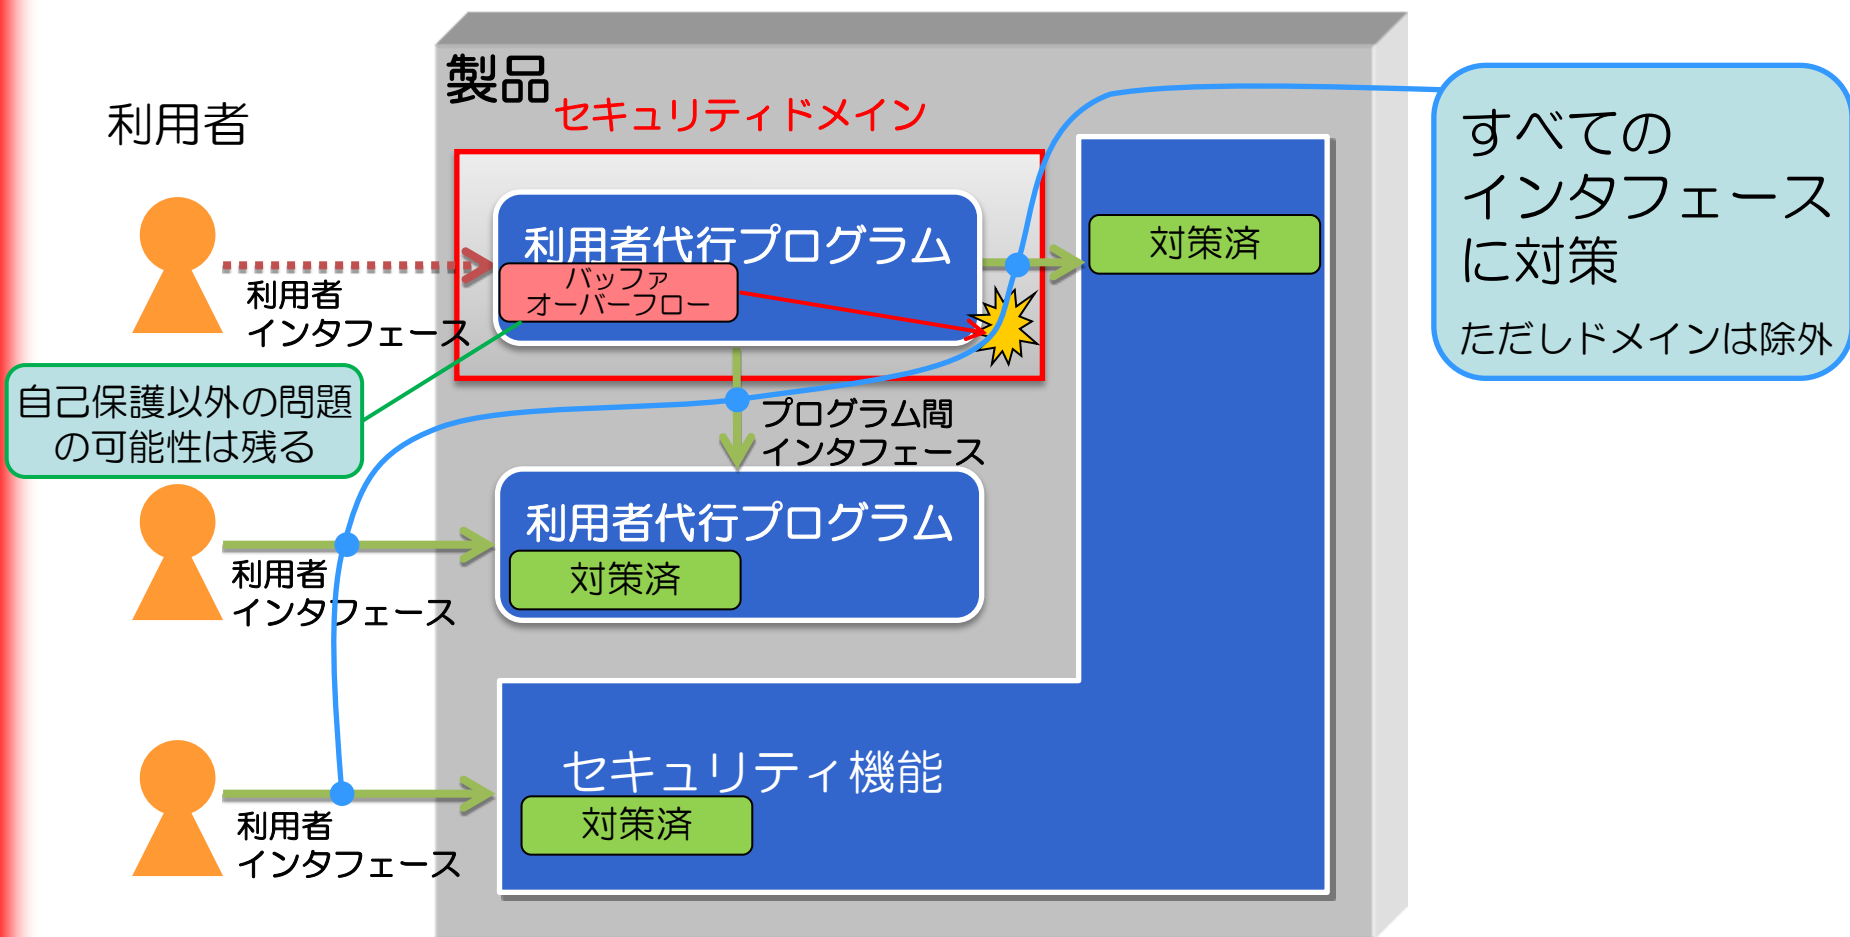 製品
セキュリティドメイン
利用者
すべての
インタフェース
に対策
ただしドメインは除外
利用者代行プログラム
対策済
バッファ
オーバーフロー
利用者
インタフェース
自己保護以外の問題
の可能性は残る
プログラム間
インタフェース
利用者代行プログラム
対策済
利用者
インタフェース
セキュリティ機能
対策済
利用者
インタフェース